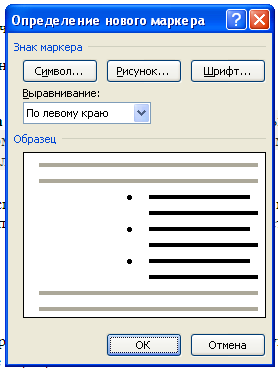 Определение нового маркера
Знак маркера
Символ... Рисунок... Шрифт...
Выравнивание:
По левому краю
Образец
ОК Отмена